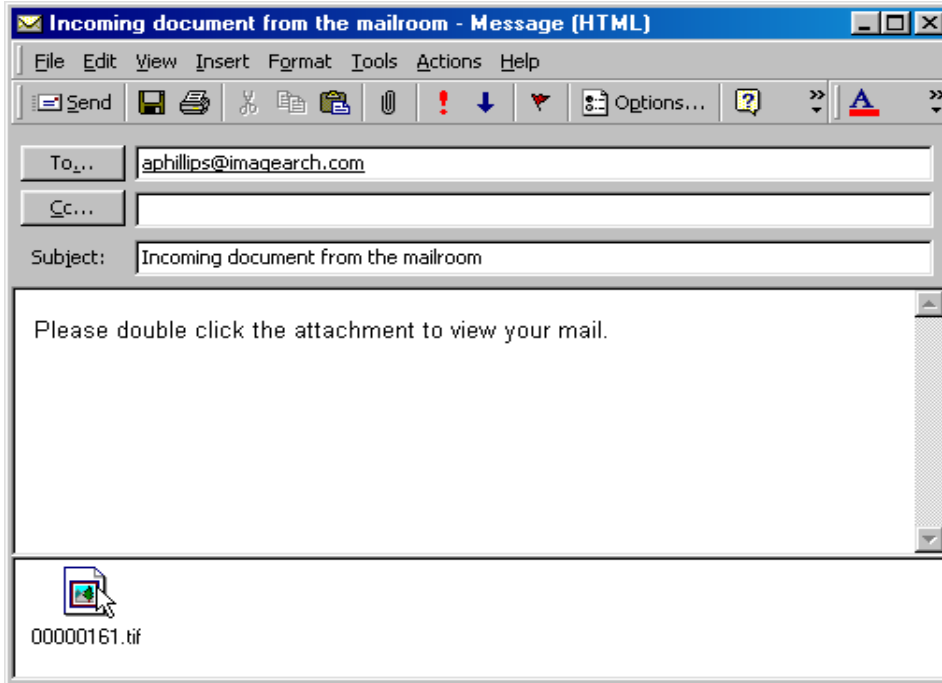 Incoming document from the mailroom - Message (HTML)
File Edit View Insert Format Tools Actions Help
Send Options...
To... aphillips@imagearch.com
Cc...
Subject: Incoming document from the mailroom
Please double click the attachment to view your mail.
00000161.tif